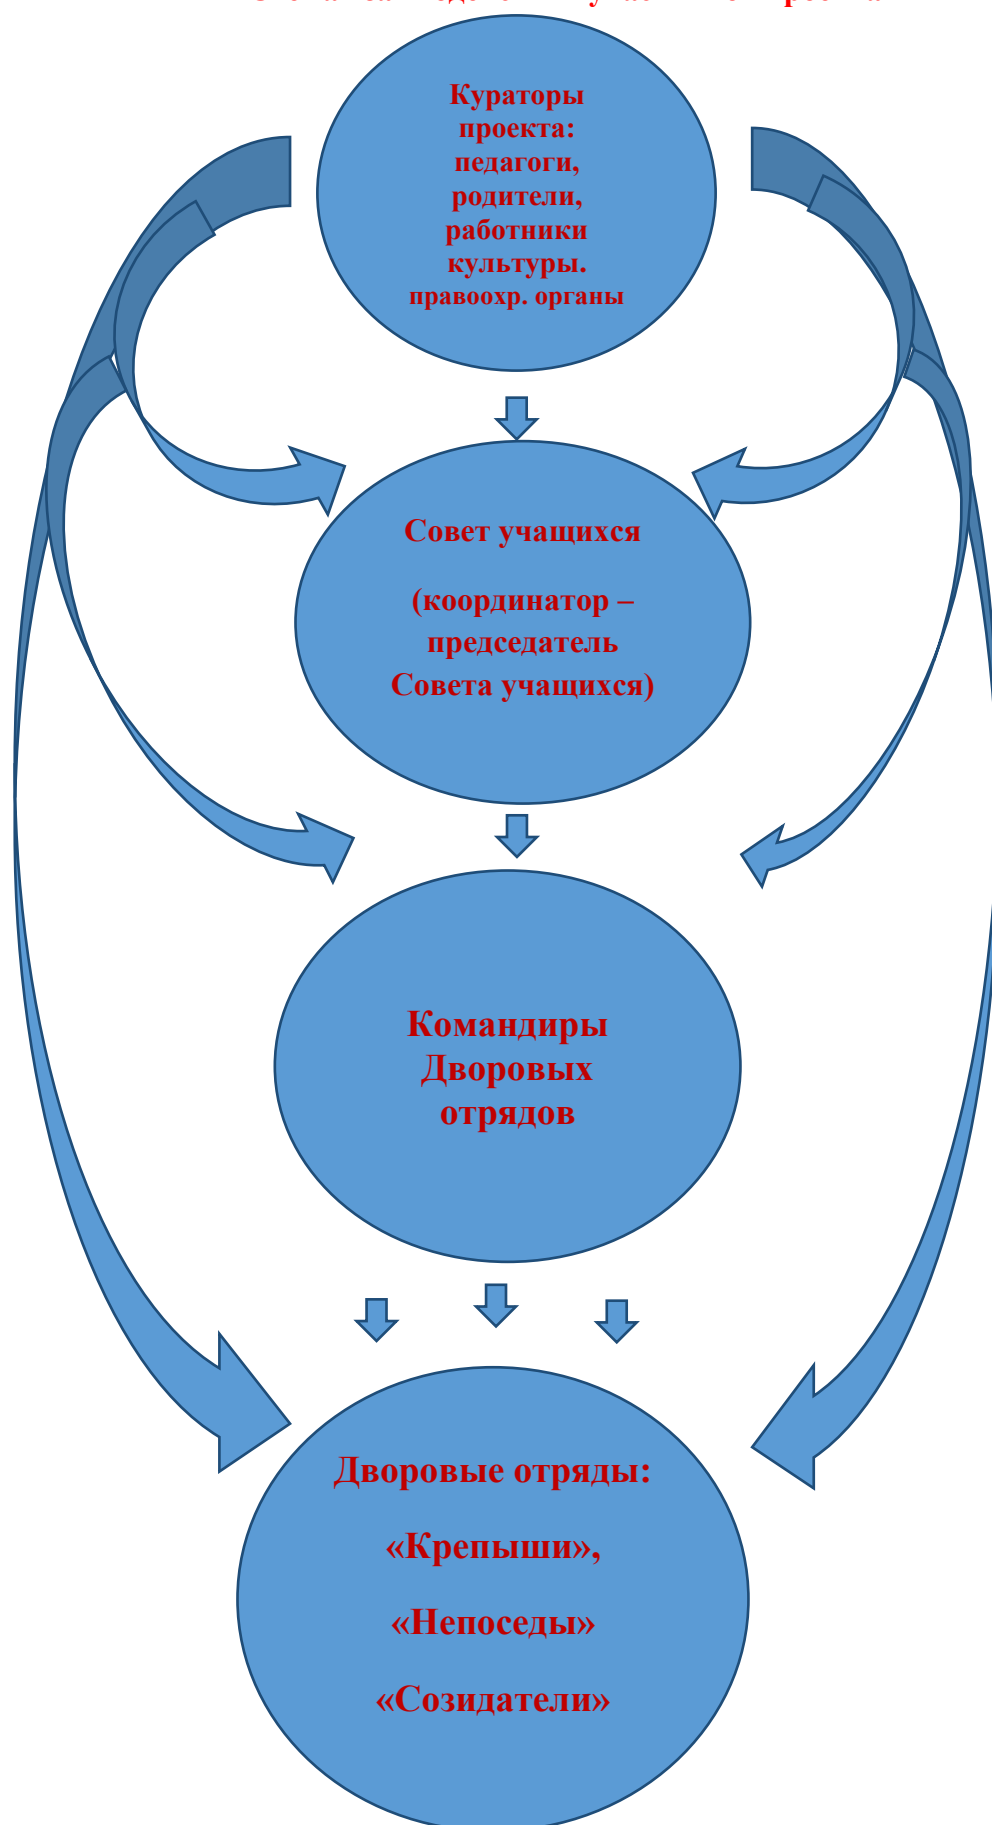 Кураторы
проекта:
педагоги,
родители,
работники
культуры.
правоохр. органы
Совет учащихся
(координатор –
председатель
Совета учащихся)
Командиры
Дворовых
отрядов
Дворовые отряды:
«Крепыши»,
«Непоседы»
«Созидатели»